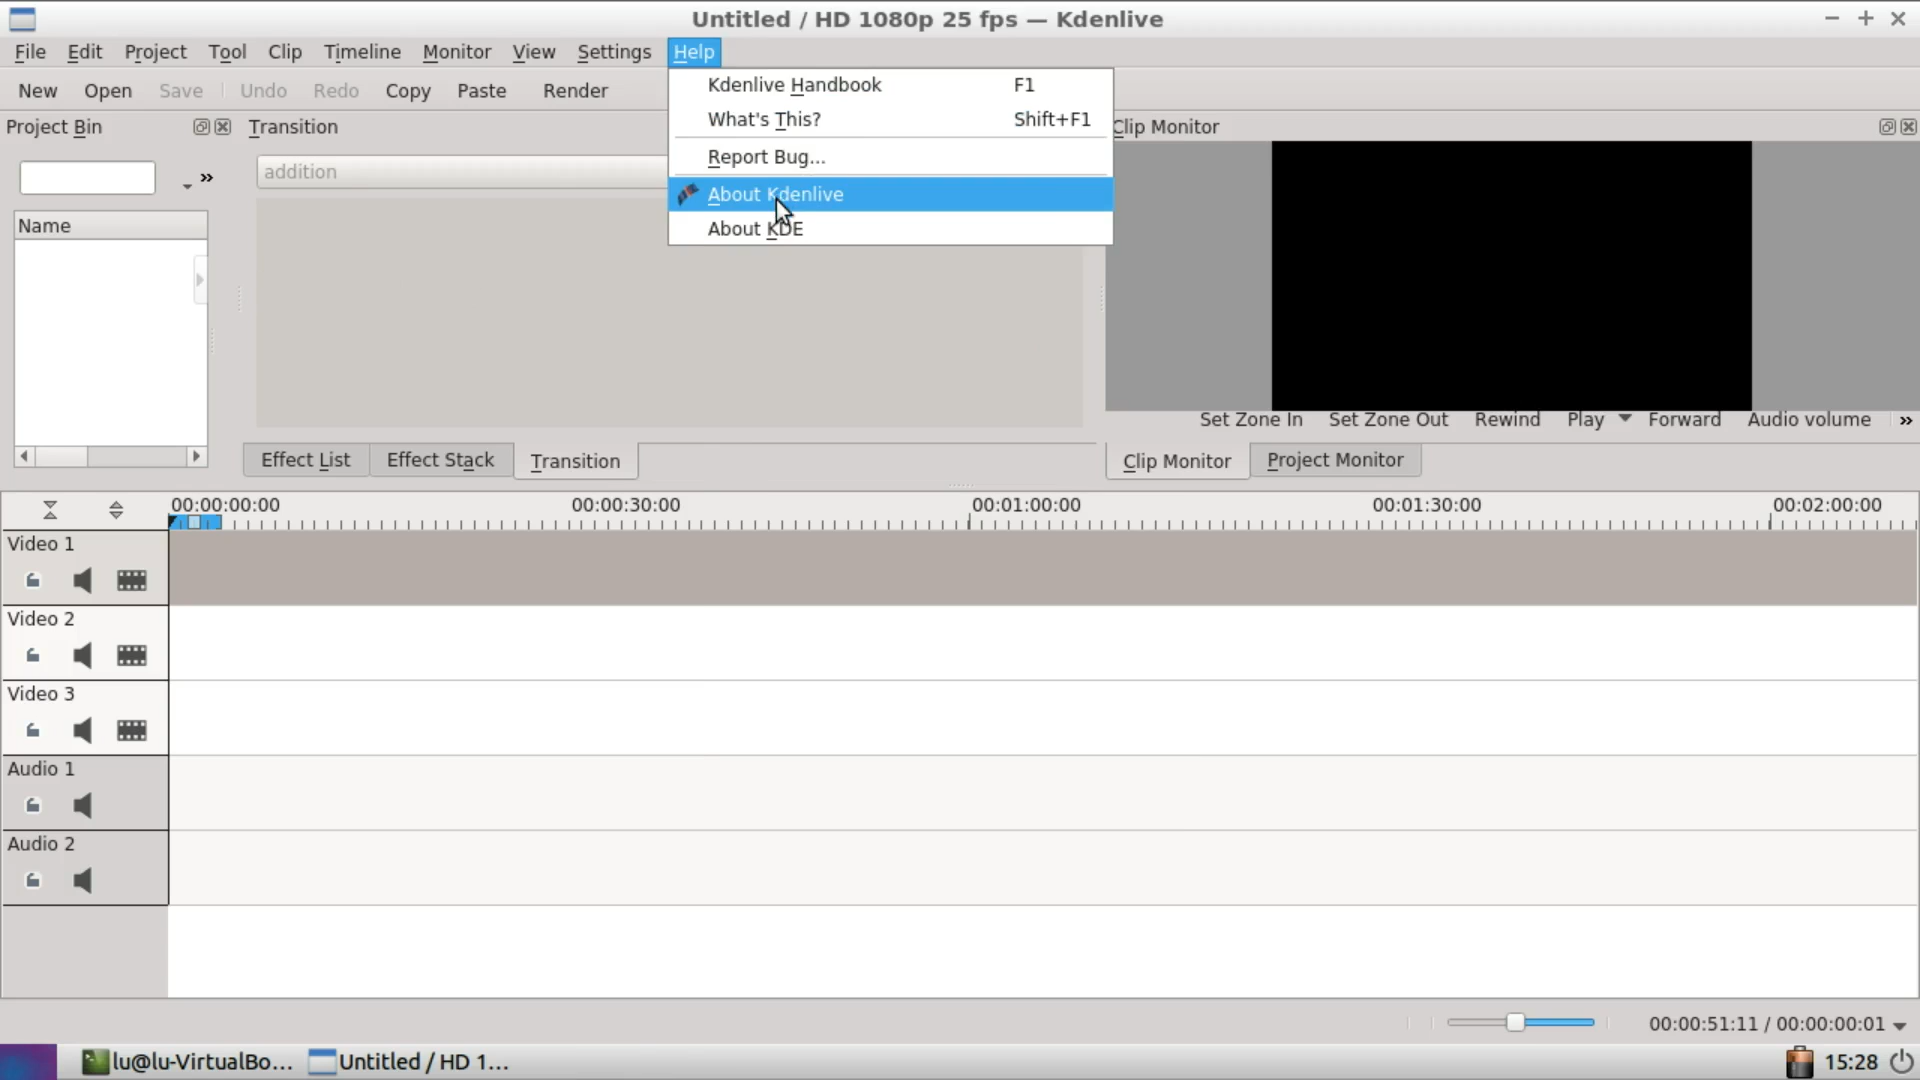 Untitled / HD 1080p 25 fps — Kdenlive
File Edit Project Tool Clip Timeline Monitor View Settings Help
New Open Save Undo Redo Copy Paste Render
Kdenlive Handbook F1
What's This? Shift+F1
Report Bug...
About Kdenlive
About KDE
Project Bin
Transition
Clip Monitor
»
addition
Name
Set Zone In Set Zone Out Rewind Play Forward Audio volume »
Effect List Effect Stack Transition
Clip Monitor Project Monitor
00:00:00:00 00:00:30:00 00:01:00:00 00:01:30:00 00:02:00:00
Video 1
Video 2
Video 3
Audio 1
Audio 2
00:00:51:11 / 00:00:00:01
lu@lu-VirtualBo... Untitled / HD 1... 15:28